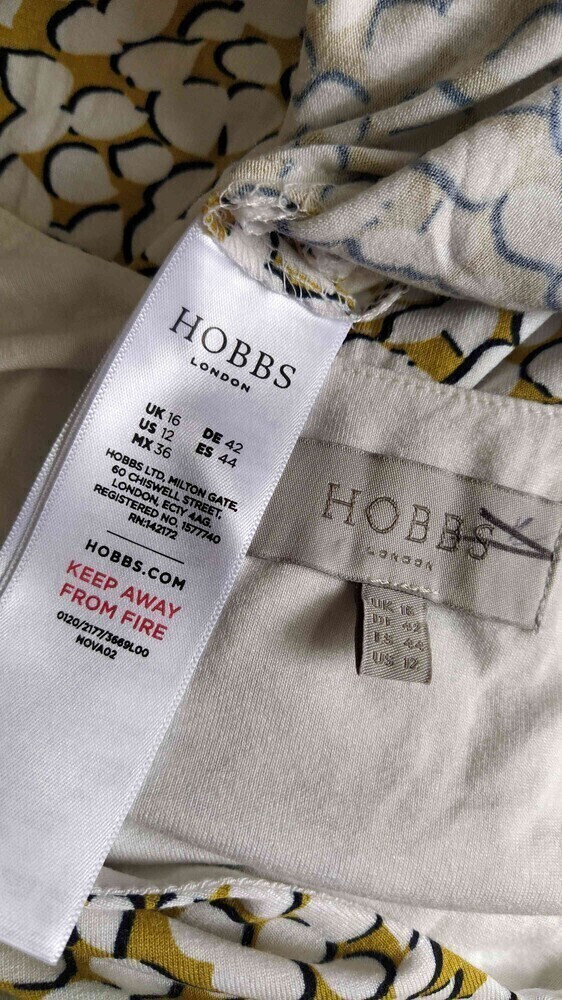 HOBBS
LONDON
UK 16 DE 42
US 12 ES 44
MX 36
HOBBS LTD, MILTON GATE,
60 CHISWELL STREET,
LONDON, EC1Y 4AG.
REGISTERED NO. 1577740
RN:142172
HOBBS.COM
KEEP AWAY
FROM FIRE
0120/2177/3669L00
NOVA02
HOBBS
LONDON
UK 16
DE 42
ES 44
US 12